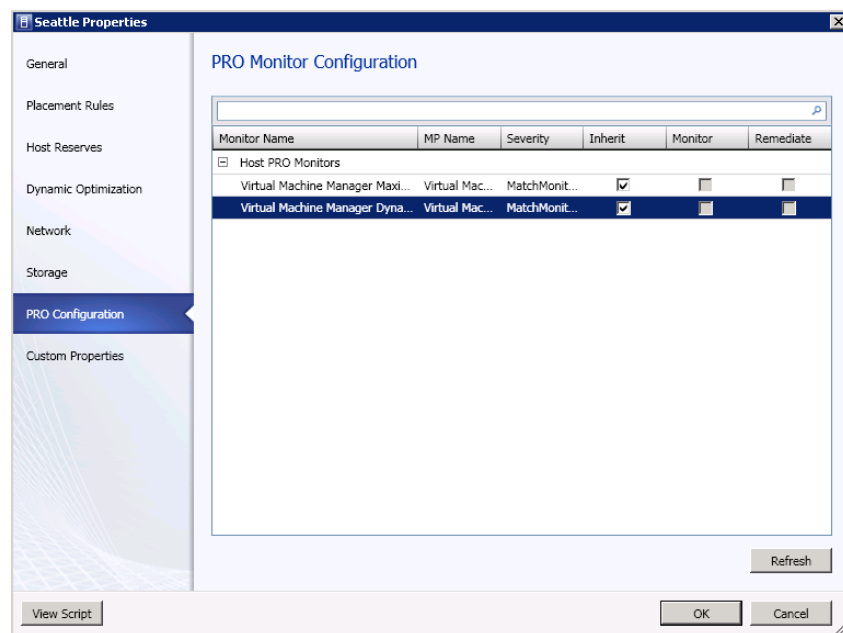 Seattle Properties
General
Placement Rules
Host Reserves
Dynamic Optimization
Network
Storage
PRO Configuration
Custom Properties
PRO Monitor Configuration
Monitor Name MP Name Severity Inherit Monitor Remediate
Host PRO Monitors
Virtual Machine Manager Maxi... Virtual Mac... MatchMonit...
Virtual Machine Manager Dyna... Virtual Mac... MatchMonit...
Refresh
View Script OK Cancel